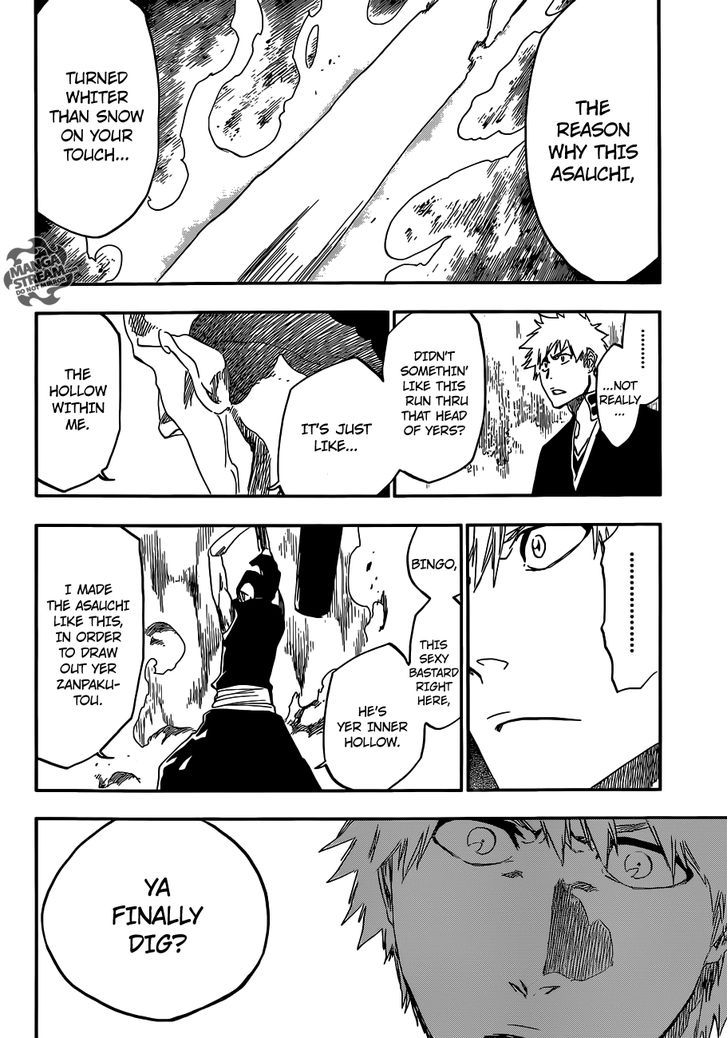 THE
REASON
WHY THIS
ASAUCHI,
TURNED
WHITER
THAN SNOW
ON YOUR
TOUCH...
MANGA
STREAM
DO NOT MIRROR
.........
...NOT
REALLY
...
DIDN'T
SOMETHIN'
LIKE THIS
RUN THRU
THAT HEAD
OF YERS?
IT'S JUST
LIKE...
THE
HOLLOW
WITHIN
ME.
.........
BINGO,
THIS
SEXY
BASTARD
RIGHT
HERE,
HE'S
YER INNER
HOLLOW.
I MADE
THE ASAUCHI
LIKE THIS,
IN ORDER
TO DRAW
OUT YER
ZANPAKU-
TOU.
YA
FINALLY
DIG?